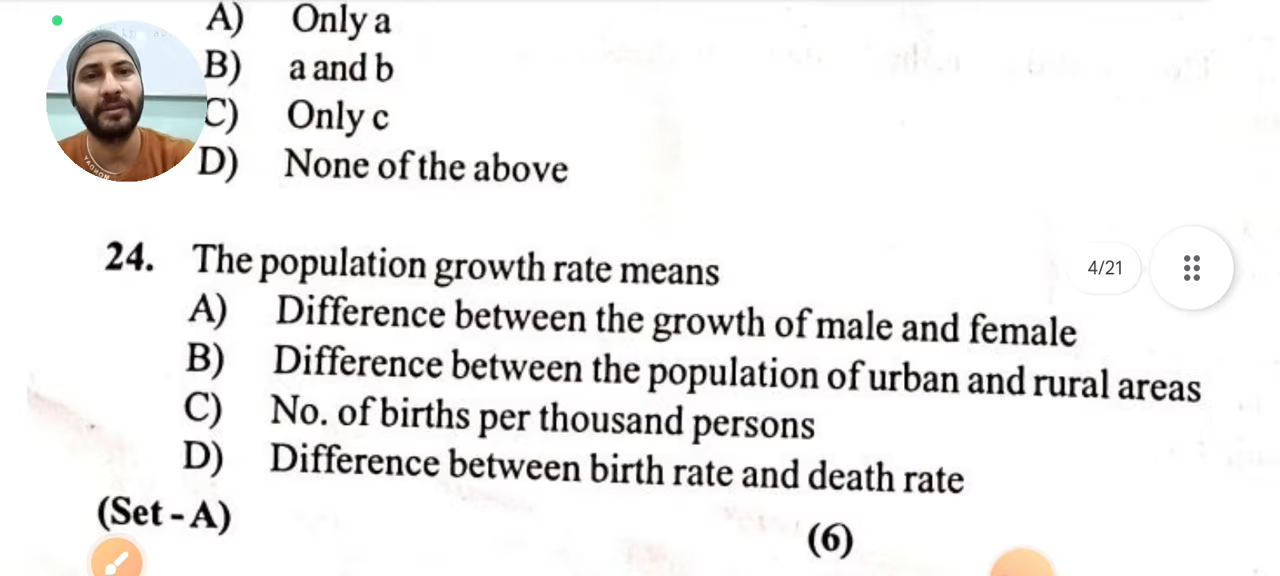 A) Only a
B) a and b
C) Only c
D) None of the above
24. The population growth rate means
4/21
A) Difference between the growth of male and female
B) Difference between the population of urban and rural areas
C) No. of births per thousand persons
D) Difference between birth rate and death rate
(Set - A)
(6)